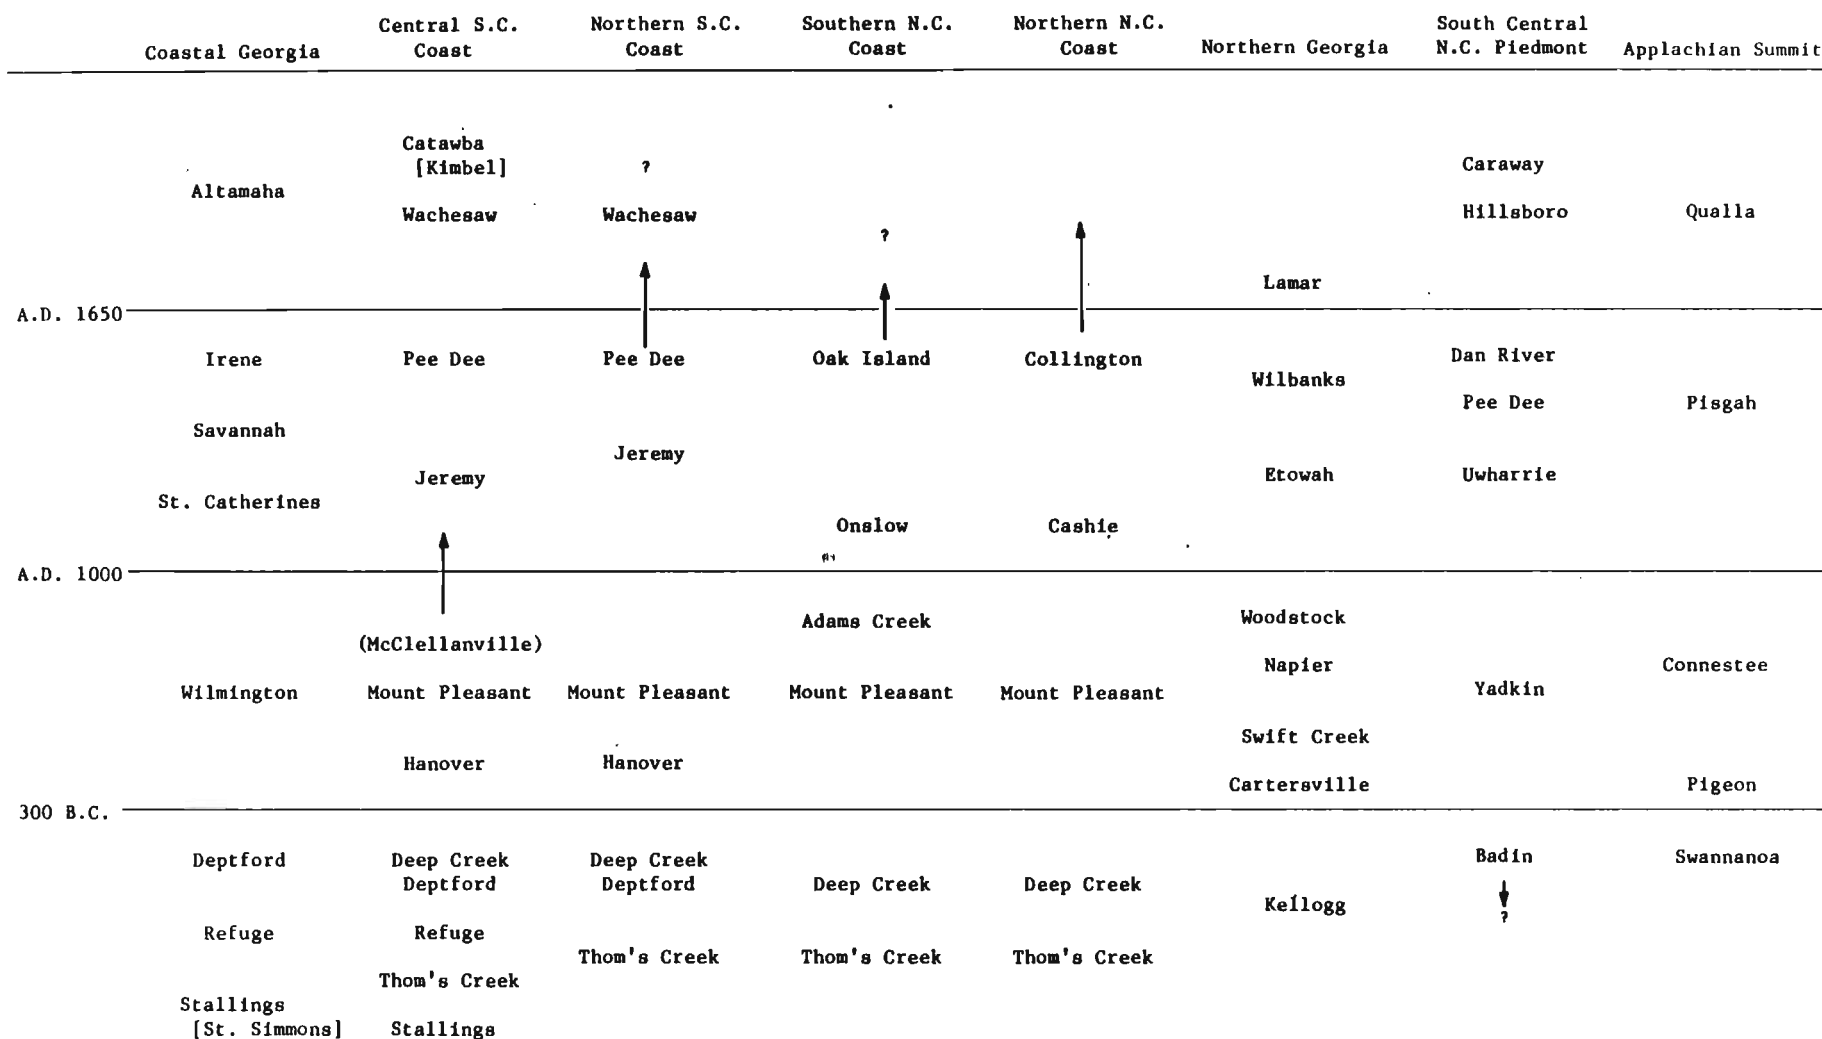 Central S.C. Northern S.C. Southern N.C. Northern N.C. South Central
Coastal Georgia Coast Coast Coast Coast Northern Georgia N.C. Piedmont Applachian Summit
Catawba
[Kimbel] ? Caraway
Altamaha
Wachesaw Wachesaw Hillsboro Qualla
?
Lamar
A.D. 1650
Irene Pee Dee Pee Dee Oak Island Collington Dan River
Wilbanks
Pee Dee Pisgah
Savannah
Jeremy
Jeremy Etowah Uwharrie
St. Catherines
Onslow Cashie
A.D. 1000
Adams Creek Woodstock
(McClellanville)
Napier Connestee
Wilmington Mount Pleasant Mount Pleasant Mount Pleasant Mount Pleasant Yadkin
Swift Creek
Hanover Hanover
Cartersville Pigeon
300 B.C.
Deptford Deep Creek Deep Creek Badin Swannanoa
Deptford Deptford Deep Creek Deep Creek
Kellogg
?
Refuge Refuge
Thom's Creek Thom's Creek Thom's Creek
Thom's Creek
Stallings
[St. Simmons] Stallings